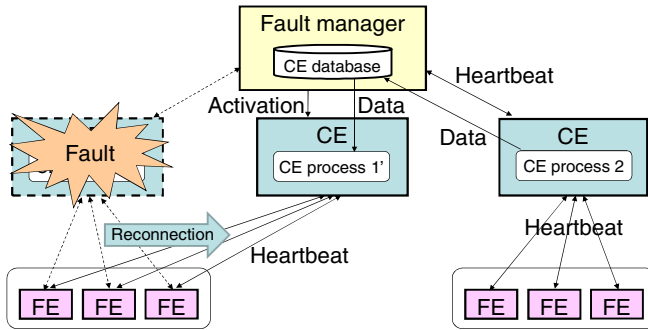 Fault manager
CE database
Heartbeat
Activation
Data
Data
Fault
CE
CE process 1'
CE
CE process 2
Reconnection
Heartbeat
Heartbeat
FE
FE
FE
FE
FE
FE